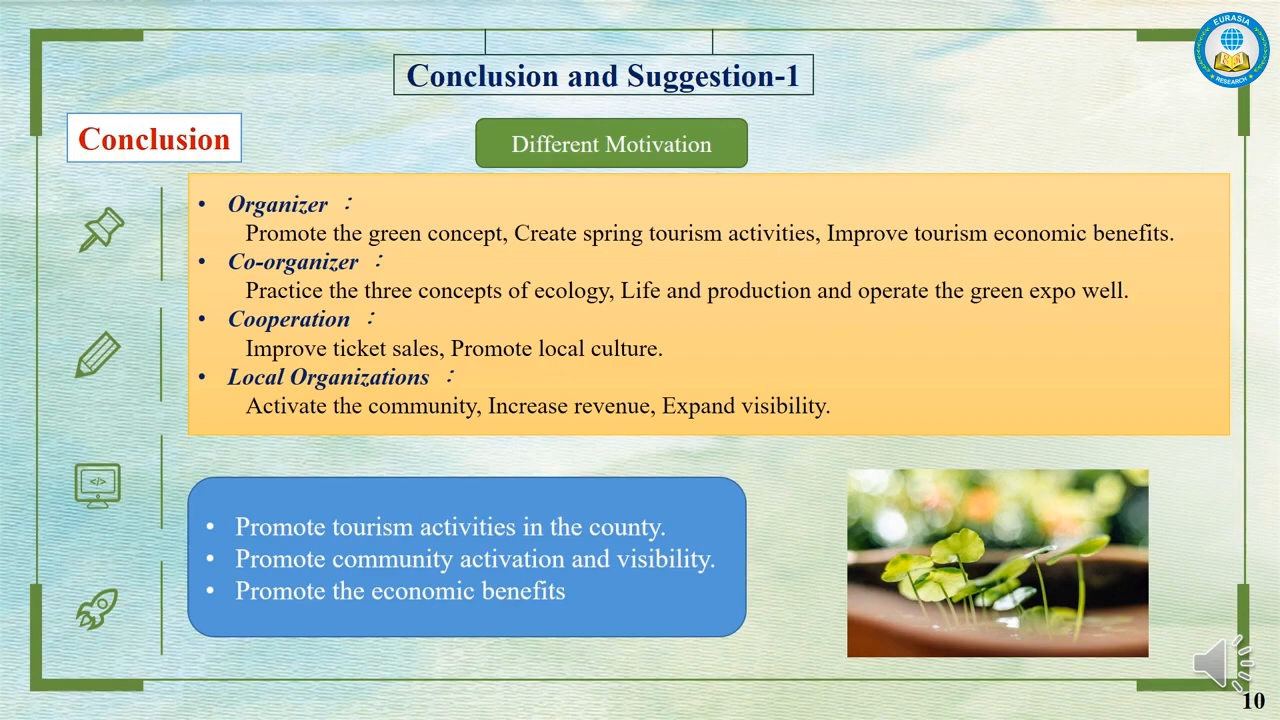 EURASIA
RESEARCH
Conclusion and Suggestion-1
Conclusion
Different Motivation
• Organizer ：
Promote the green concept, Create spring tourism activities, Improve tourism economic benefits.
• Co-organizer ：
Practice the three concepts of ecology, Life and production and operate the green expo well.
• Cooperation ：
Improve ticket sales, Promote local culture.
• Local Organizations ：
Activate the community, Increase revenue, Expand visibility.
</>
• Promote tourism activities in the county.
• Promote community activation and visibility.
• Promote the economic benefits
10